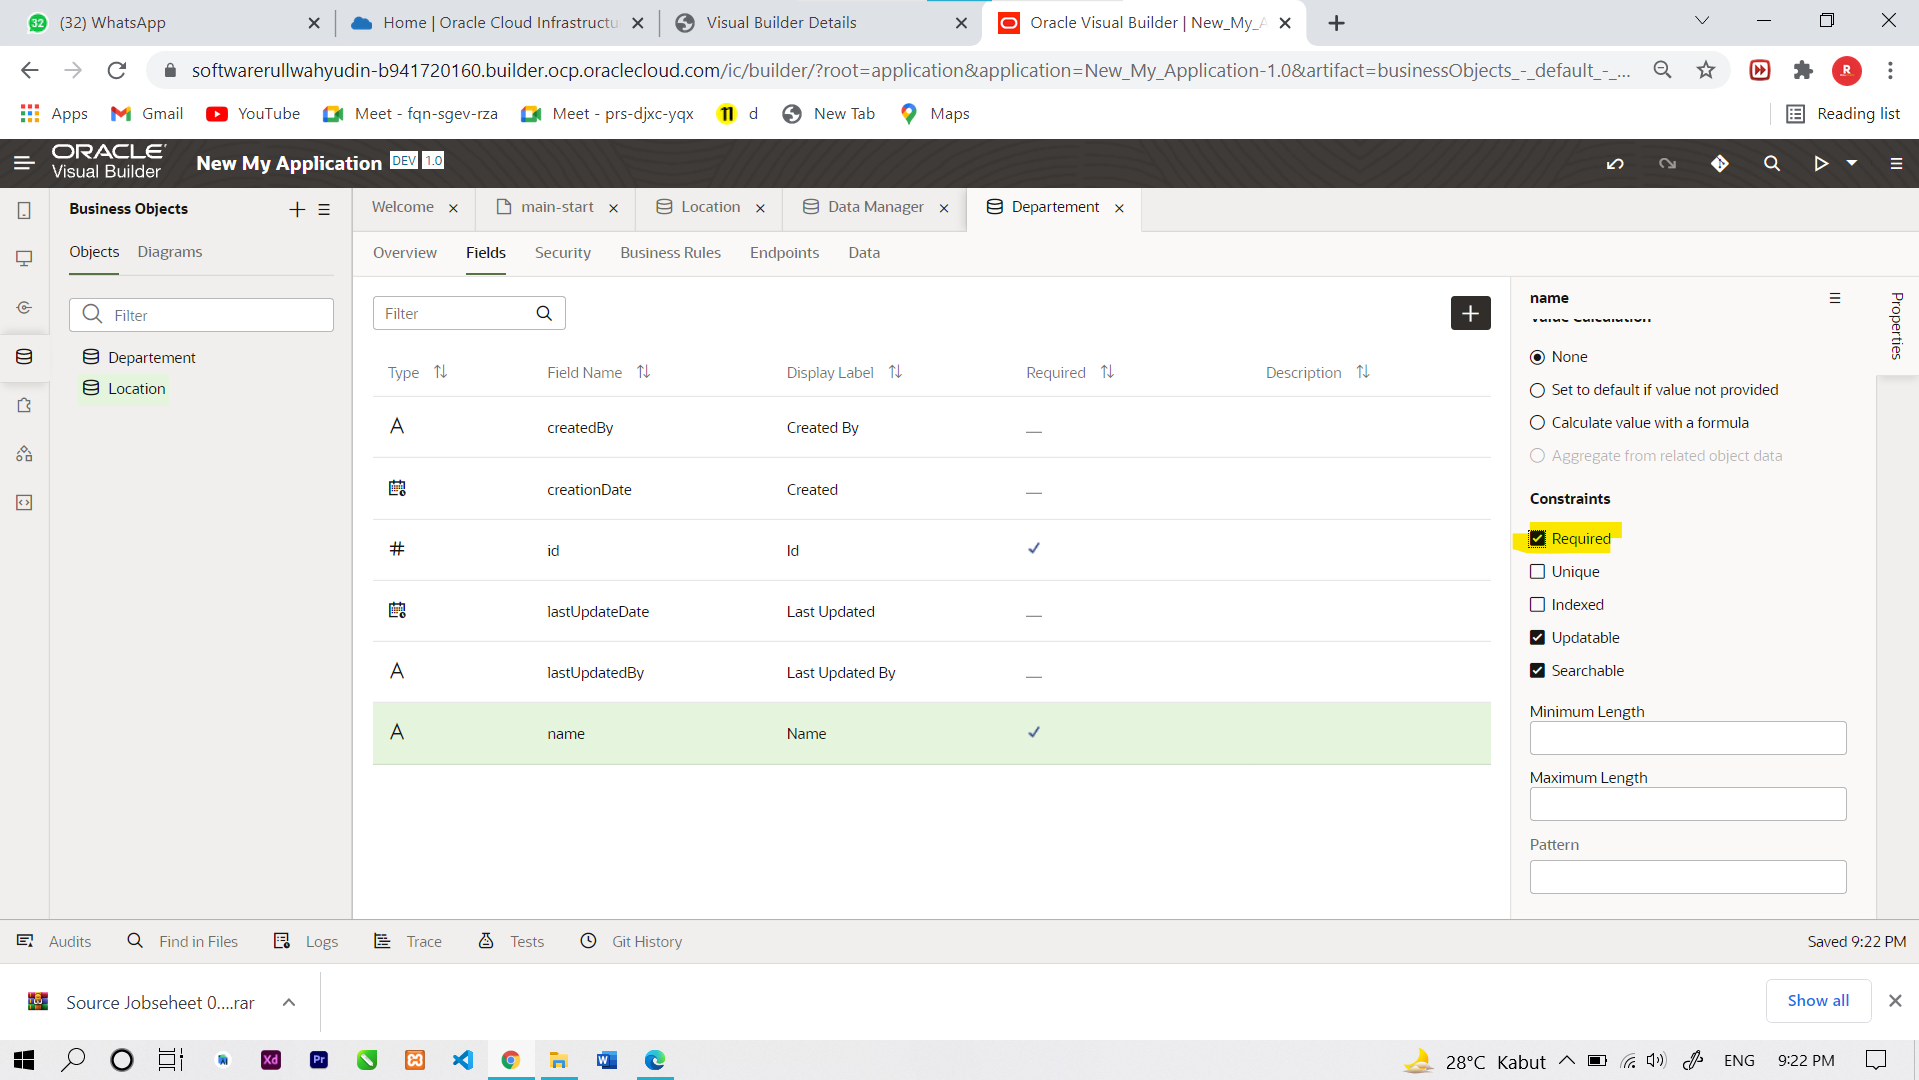 (32) WhatsApp
Home | Oracle Cloud Infrastructu
Visual Builder Details
Oracle Visual Builder | New_My_A
softwarerullwahyudin-b941720160.builder.ocp.oraclecloud.com/ic/builder/?root=application&application=New_My_Application-1.0&artifact=businessObjects_-_default_-_...
Apps
Gmail
YouTube
Meet - fqn-sgev-rza
Meet - prs-djxc-yqx
d
New Tab
Maps
Reading list
ORACLE
Visual Builder
New My Application DEV 1.0
Business Objects
Objects
Diagrams
Filter
Departement
Location
Welcome
main-start
Location
Data Manager
Departement
Overview
Fields
Security
Business Rules
Endpoints
Data
Filter
Type Field Name Display Label Required Description
createdBy Created By
creationDate Created
id Id
lastUpdateDate Last Updated
lastUpdatedBy Last Updated By
name Name
name
Properties
Value Calculation
None
Set to default if value not provided
Calculate value with a formula
Aggregate from related object data
Constraints
Required
Unique
Indexed
Updatable
Searchable
Minimum Length
Maximum Length
Pattern
Audits
Find in Files
Logs
Trace
Tests
Git History
Saved 9:22 PM
Source Jobseheet 0....rar
Show all
Xd
Pr
28°C Kabut
ENG
9:22 PM